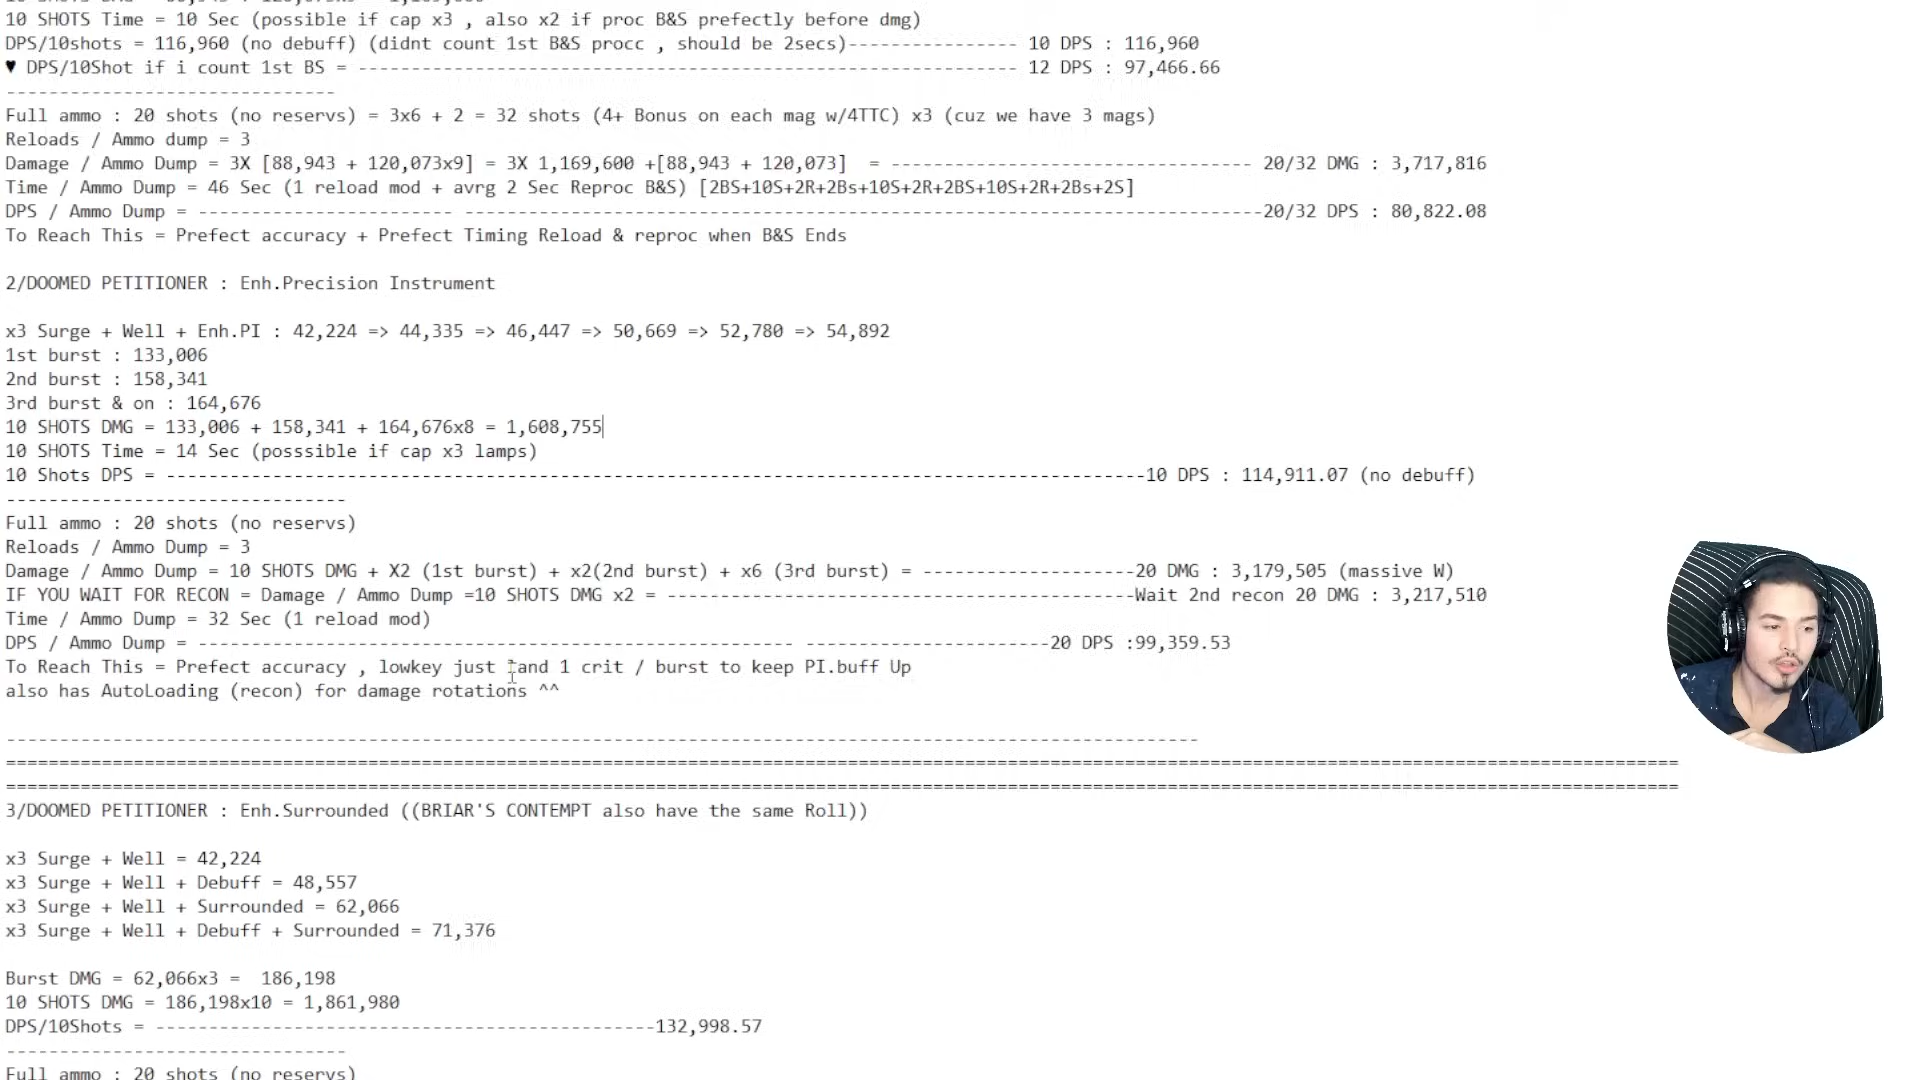 10 SHOTS Time = 10 Sec (possible if cap x3 , also x2 if proc B&S prefectly before dmg)
DPS/10shots = 116,960 (no debuff) (didnt count 1st B&S procc , should be 2secs)---------------- 10 DPS : 116,960
♥ DPS/10Shot if i count 1st BS = -------------------------------------------------------------- 12 DPS : 97,466.66
-------------------------------
Full ammo : 20 shots (no reservs) = 3x6 + 2 = 32 shots (4+ Bonus on each mag w/4TTC) x3 (cuz we have 3 mags)
Reloads / Ammo dump = 3
Damage / Ammo Dump = 3X [88,943 + 120,073x9] = 3X 1,169,600 +[88,943 + 120,073]  = ---------------------------------- 20/32 DMG : 3,717,816
Time / Ammo Dump = 46 Sec (1 reload mod + avrg 2 Sec Reproc B&S) [2BS+10S+2R+2Bs+10S+2R+2BS+10S+2R+2Bs+2S]
DPS / Ammo Dump = ----------------------- ---------------------------------------------------------------------------20/32 DPS : 80,822.08
To Reach This = Prefect accuracy + Prefect Timing Reload & reproc when B&S Ends
2/DOOMED PETITIONER : Enh.Precision Instrument
x3 Surge + Well + Enh.PI : 42,224 => 44,335 => 46,447 => 50,669 => 52,780 => 54,892
1st burst : 133,006
2nd burst : 158,341
3rd burst & on : 164,676
10 SHOTS DMG = 133,006 + 158,341 + 164,676x8 = 1,608,755
10 SHOTS Time = 14 Sec (posssible if cap x3 lamps)
10 Shots DPS = --------------------------------------------------------------------------------------------10 DPS : 114,911.07 (no debuff)
--------------------------------
Full ammo : 20 shots (no reservs)
Reloads / Ammo Dump = 3
Damage / Ammo Dump = 10 SHOTS DMG + X2 (1st burst) + x2(2nd burst) + x6 (3rd burst) = --------------------20 DMG : 3,179,505 (massive W)
IF YOU WAIT FOR RECON = Damage / Ammo Dump =10 SHOTS DMG x2 = ---------------------------------------------Wait 2nd recon 20 DMG : 3,217,510
Time / Ammo Dump = 32 Sec (1 reload mod)
DPS / Ammo Dump = -------------------------------------------------------- -----------------------20 DPS :99,359.53
To Reach This = Prefect accuracy , lowkey just and 1 crit / burst to keep PI.buff Up
also has AutoLoading (recon) for damage rotations ^^
----------------------------------------------------------------------------------------------------------------
==============================================================================================================================================================
==============================================================================================================================================================
3/DOOMED PETITIONER : Enh.Surrounded ((BRIAR'S CONTEMPT also have the same Roll))
x3 Surge + Well = 42,224
x3 Surge + Well + Debuff = 48,557
x3 Surge + Well + Surrounded = 62,066
x3 Surge + Well + Debuff + Surrounded = 71,376
Burst DMG = 62,066x3 =  186,198
10 SHOTS DMG = 186,198x10 = 1,861,980
DPS/10Shots = -----------------------------------------------132,998.57
--------------------------------
Full ammo : 20 shots (no reservs)